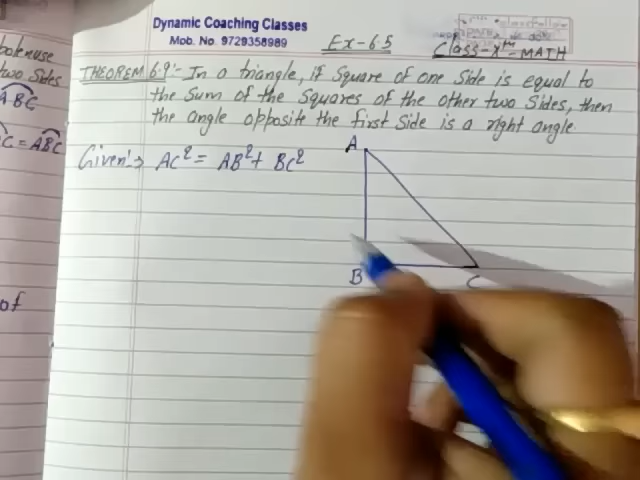 Dynamic Coaching Classes
Mob. No. 9729358989
Ex-6.5
Class-Xth-MATH
two Sides
ABC
C = ABC
THEOREM 6.9:- In a triangle, if Square of one Side is equal to
the Sum of the Squares of the other two Sides, then
the angle opposite the first Side is a right angle.
Given:→ AC² = AB² + BC²
A
B
C
of